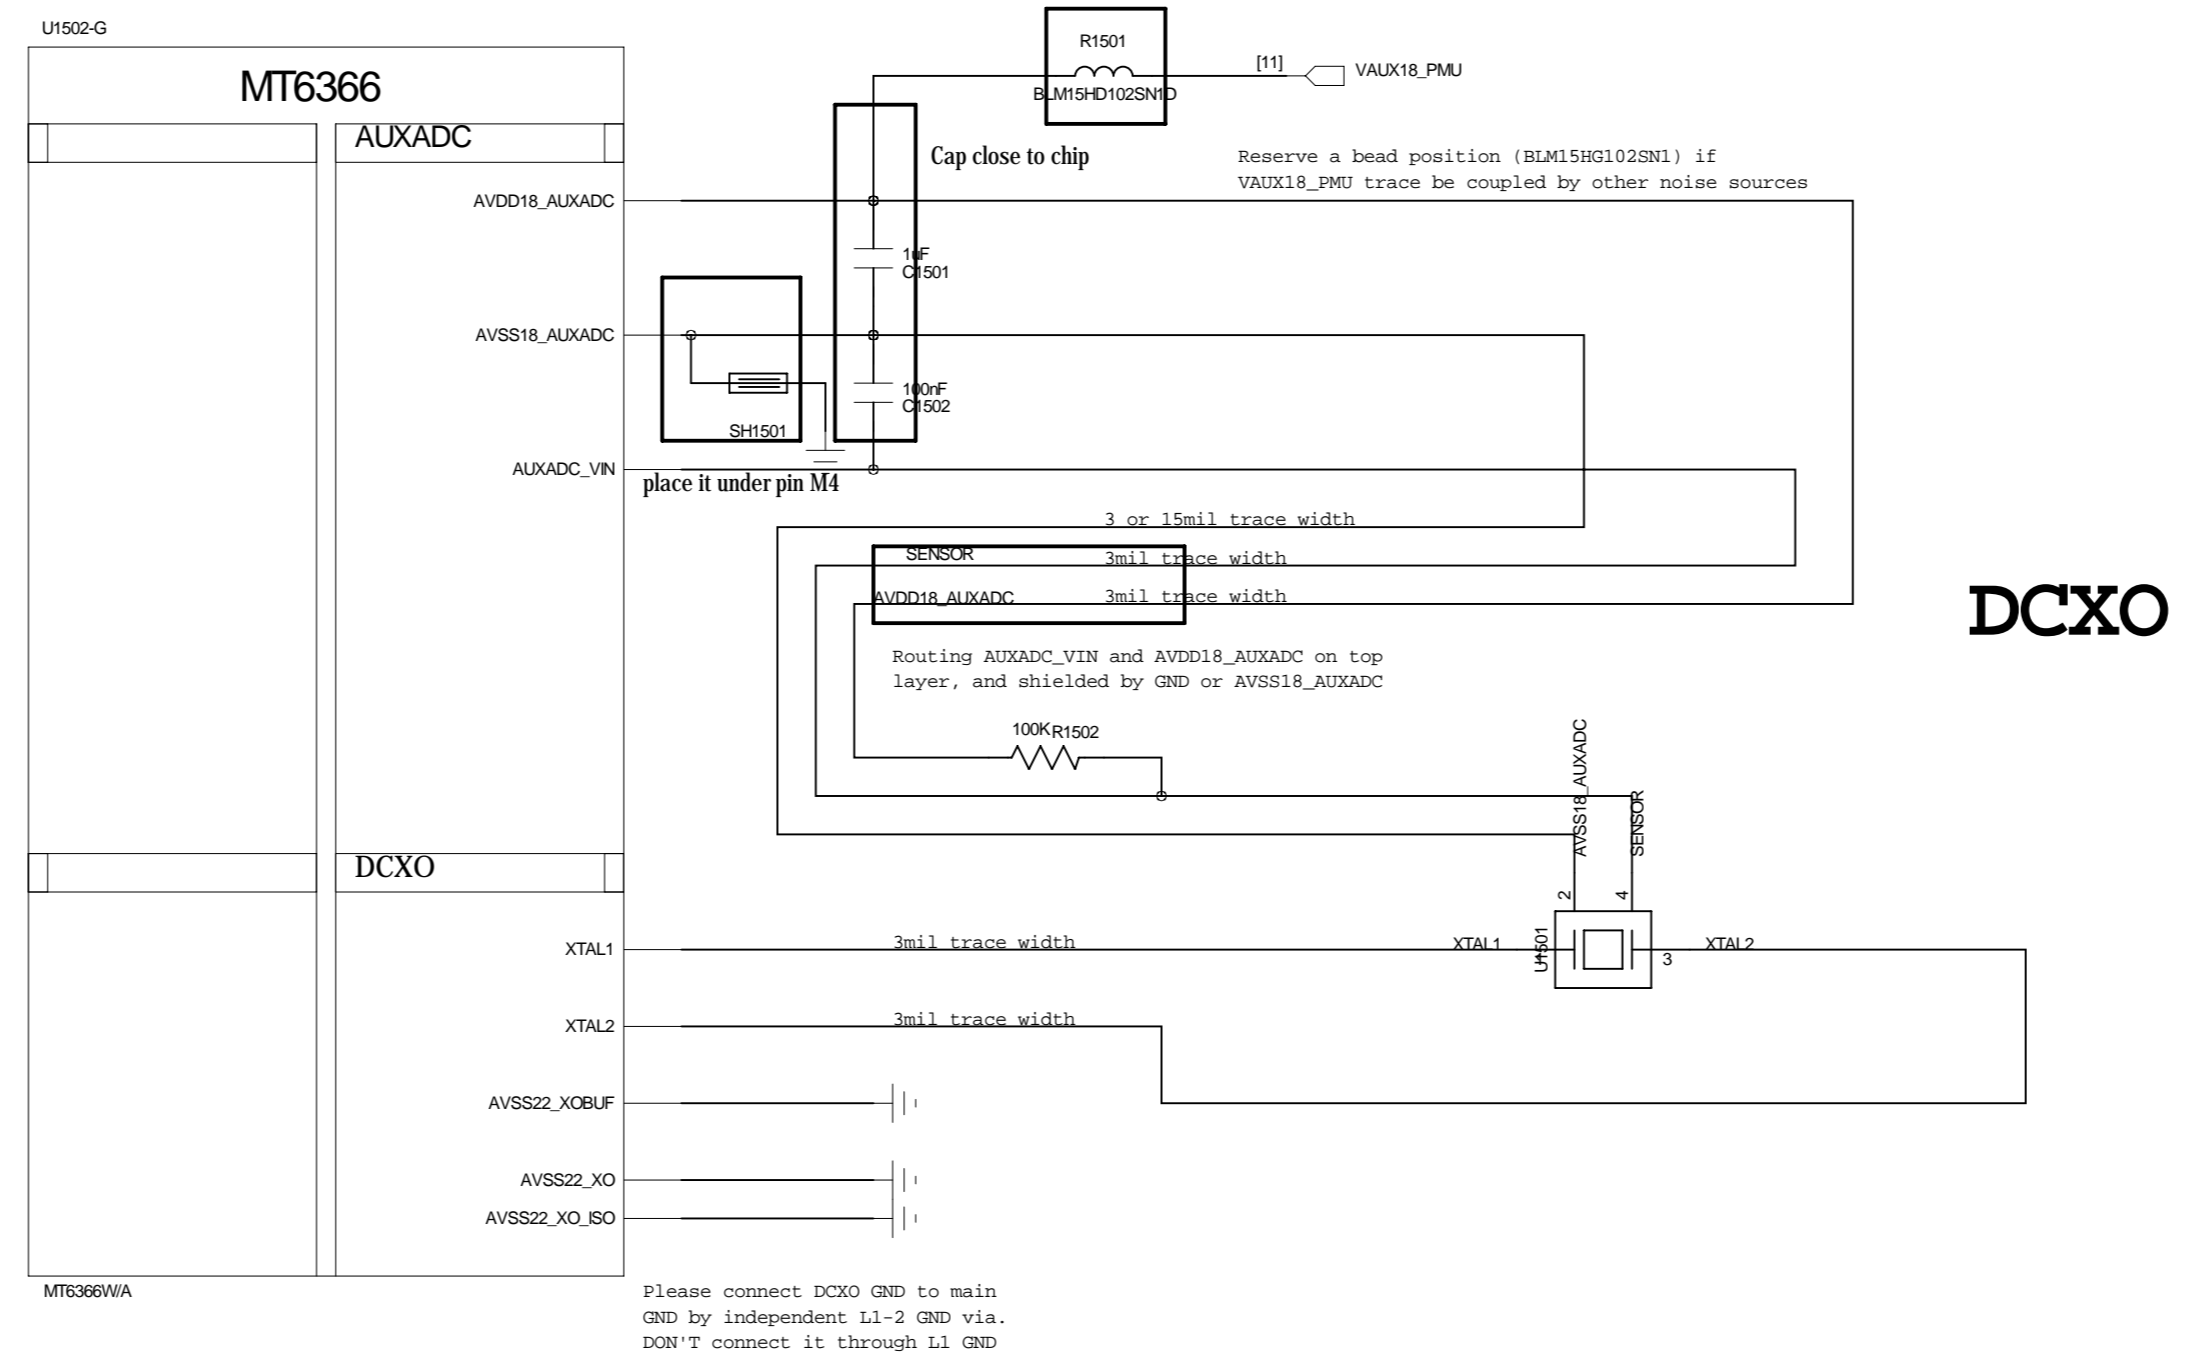 U1502-G
MT6366
AUXADC
R1501
BLM15HD102SN1D
[11]
VAUX18_PMU
Cap close to chip
Reserve a bead position (BLM15HG102SN1) if
VAUX18_PMU trace be coupled by other noise sources
AVDD18_AUXADC
1uF
C1501
AVSS18_AUXADC
100nF
C1502
SH1501
AUXADC_VIN
place it under pin M4
3 or 15mil trace width
SENSOR
3mil trace width
AVDD18_AUXADC
3mil trace width
DCXO
Routing AUXADC_VIN and AVDD18_AUXADC on top
layer, and shielded by GND or AVSS18_AUXADC
100K
R1502
AVSS18_AUXADC
SENSOR
DCXO
2
4
XTAL1
3mil trace width
XTAL1
U1501
3
XTAL2
XTAL2
3mil trace width
AVSS22_XOBUF
AVSS22_XO
AVSS22_XO_ISO
MT6366W/A
Please connect DCXO GND to main
GND by independent L1-2 GND via.
DON'T connect it through L1 GND